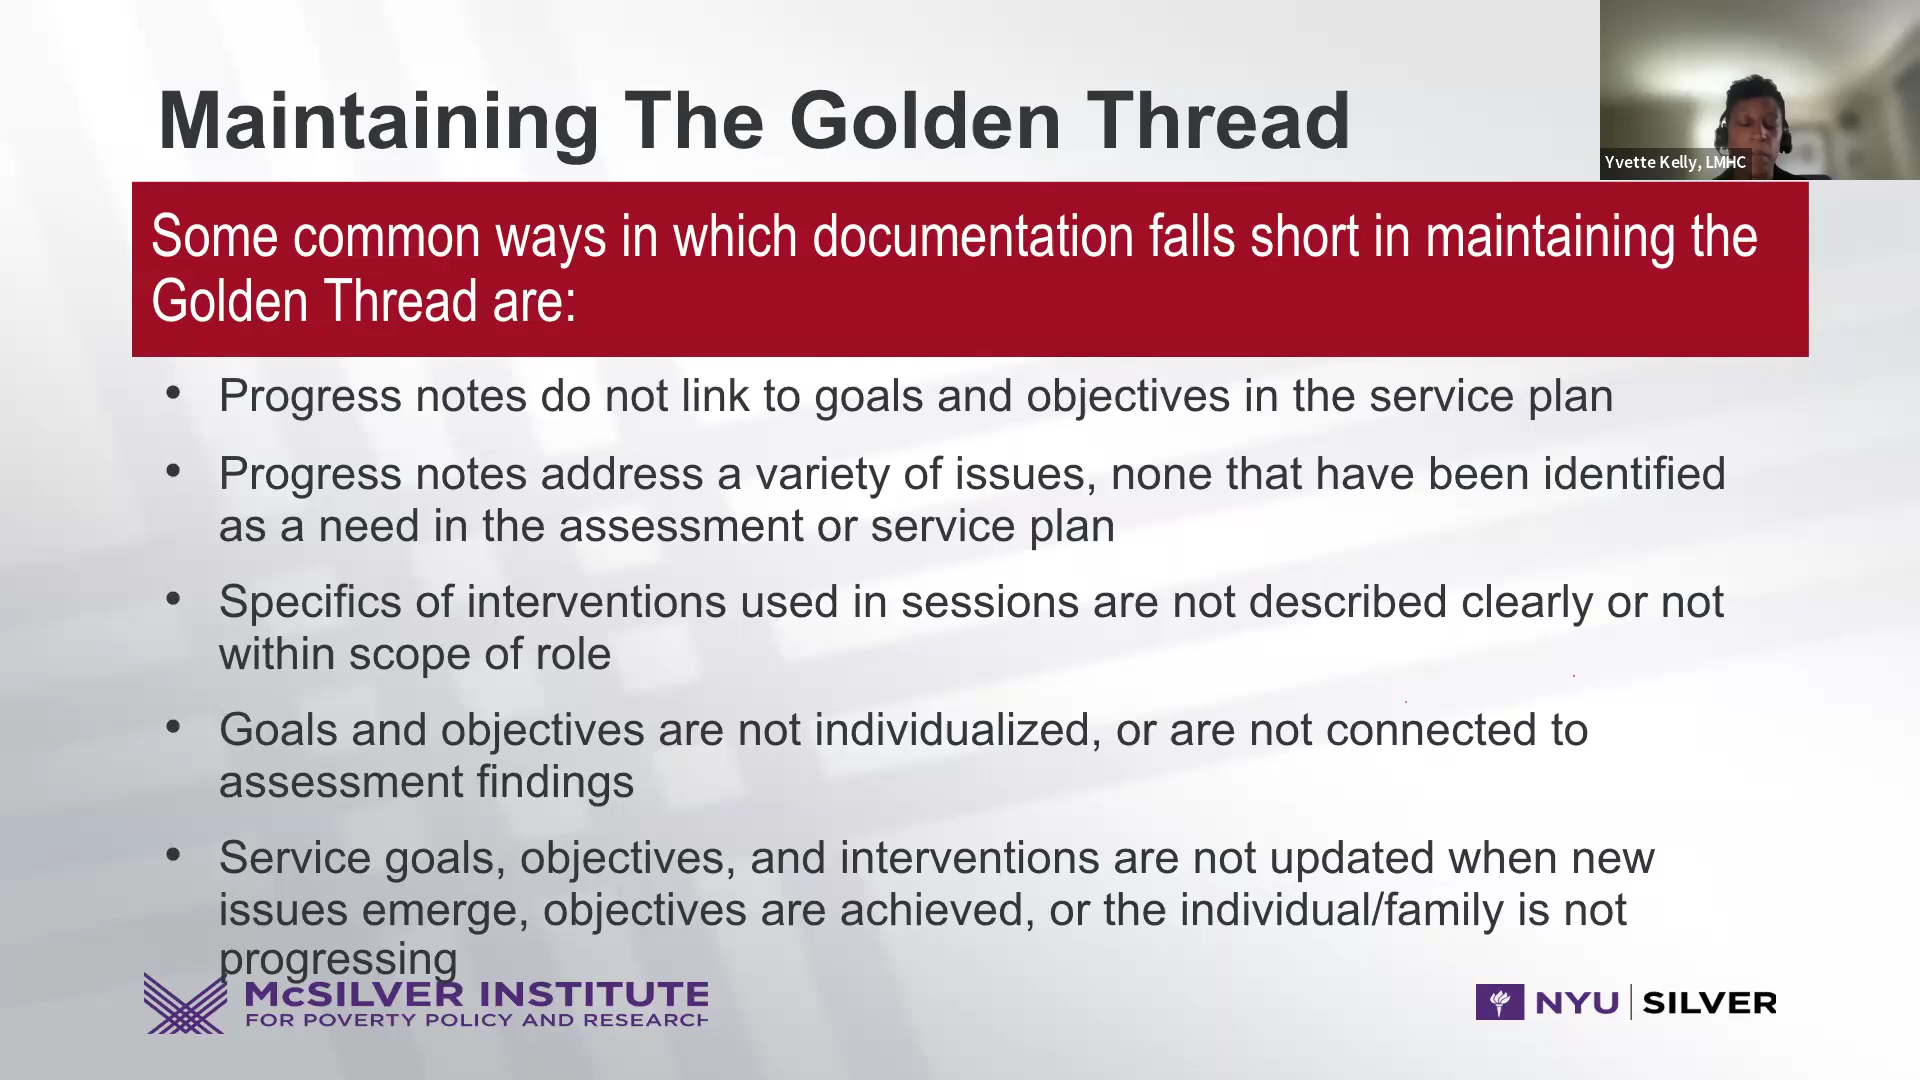 Maintaining The Golden Thread
Yvette Kelly, LMHC
Some common ways in which documentation falls short in maintaining the
Golden Thread are:
• Progress notes do not link to goals and objectives in the service plan
• Progress notes address a variety of issues, none that have been identified
as a need in the assessment or service plan
• Specifics of interventions used in sessions are not described clearly or not
within scope of role
• Goals and objectives are not individualized, or are not connected to
assessment findings
• Service goals, objectives, and interventions are not updated when new
issues emerge, objectives are achieved, or the individual/family is not
progressing
McSILVER INSTITUTE
FOR POVERTY POLICY AND RESEARCH
NYU SILVER